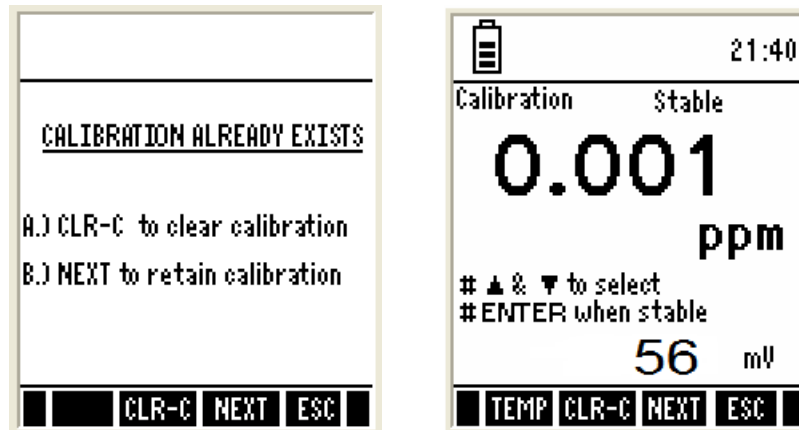 CALIBRATION ALREADY EXISTS
A.) CLR-C to clear calibration
B.) NEXT to retain calibration
CLR-C NEXT ESC
21:40
Calibration Stable
0.001
ppm
# ▲ & ▼ to select
# ENTER when stable
56 mV
TEMP CLR-C NEXT ESC